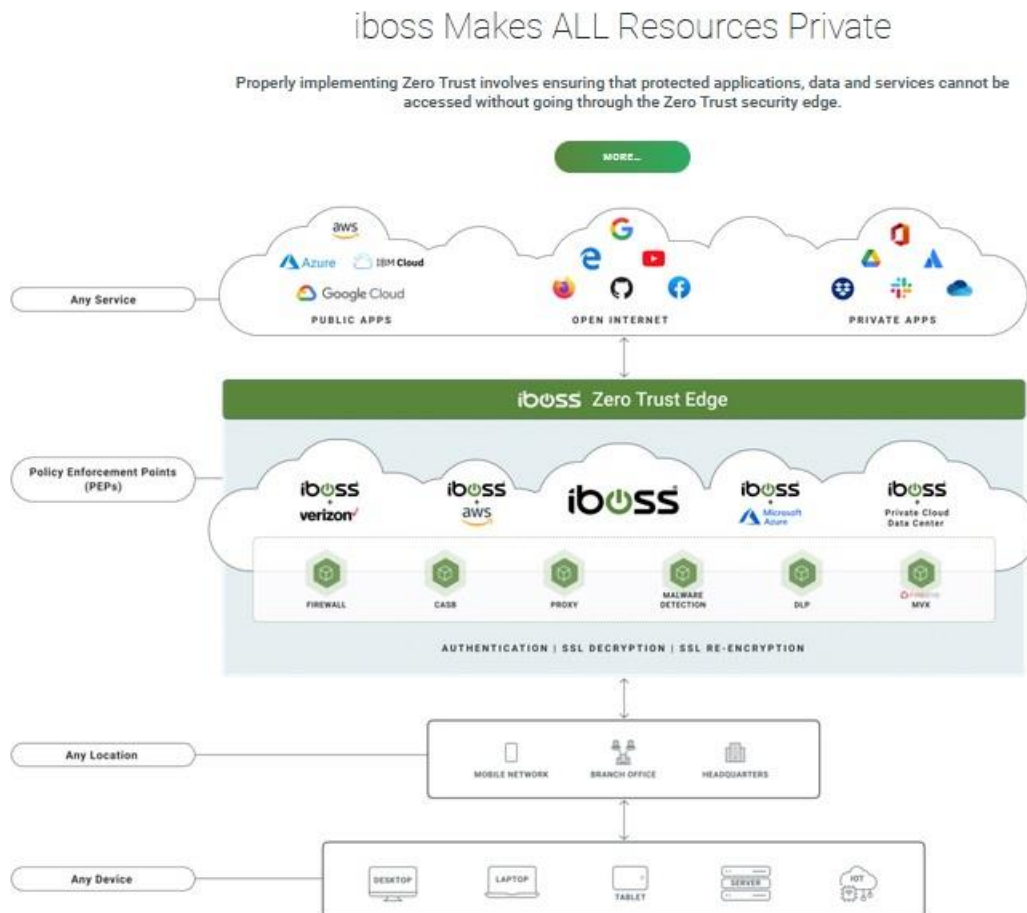 iboss Makes ALL Resources Private
Properly implementing Zero Trust involves ensuring that protected applications, data and services cannot be
accessed without going through the Zero Trust security edge.
MORE...
aws
Azure
IBM Cloud
Google Cloud
Any Service
PUBLIC APPS
OPEN INTERNET
PRIVATE APPS
iboss Zero Trust Edge
Policy Enforcement Points
(PEPs)
iboss
+
verizon
iboss
+
aws
iboss
iboss
+
Microsoft
Azure
iboss
+
Private Cloud
Data Center
FIREWALL
CASB
PROXY
MALWARE
DETECTION
DLP
MVX
AUTHENTICATION | SSL DECRYPTION | SSL RE-ENCRYPTION
Any Location
MOBILE NETWORK
BRANCH OFFICE
HEADQUARTERS
Any Device
DESKTOP
LAPTOP
TABLET
SERVER
IOT